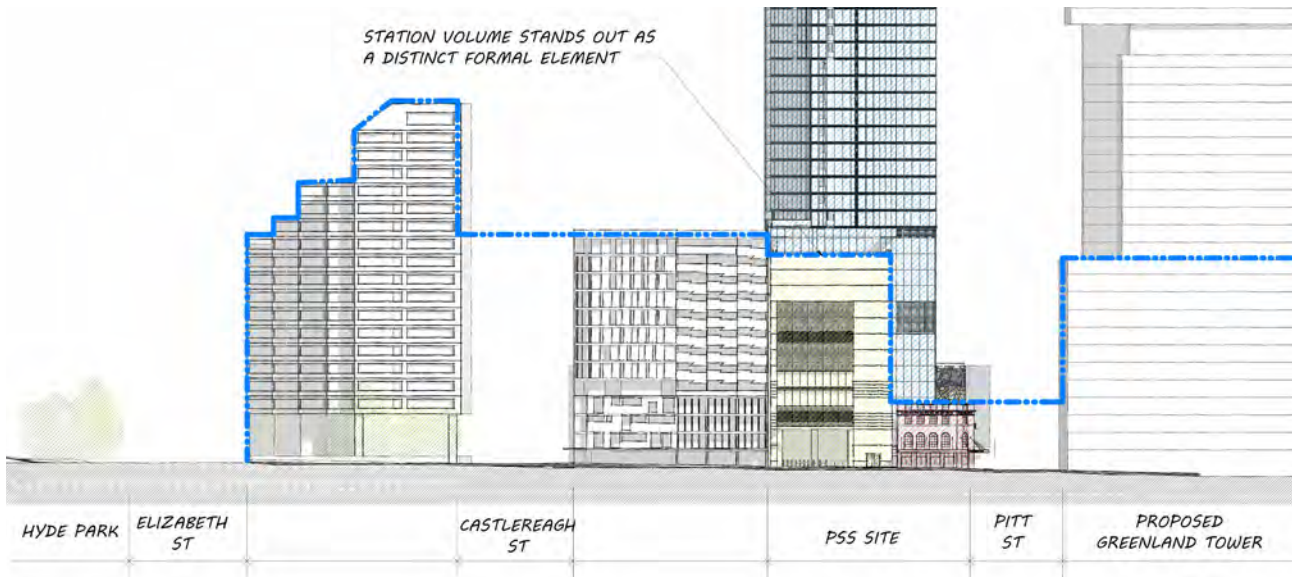 STATION VOLUME STANDS OUT AS
A DISTINCT FORMAL ELEMENT
HYDE PARK
ELIZABETH
ST
CASTLEREAGH
ST
PSS SITE
PITT
ST
PROPOSED
GREENLAND TOWER